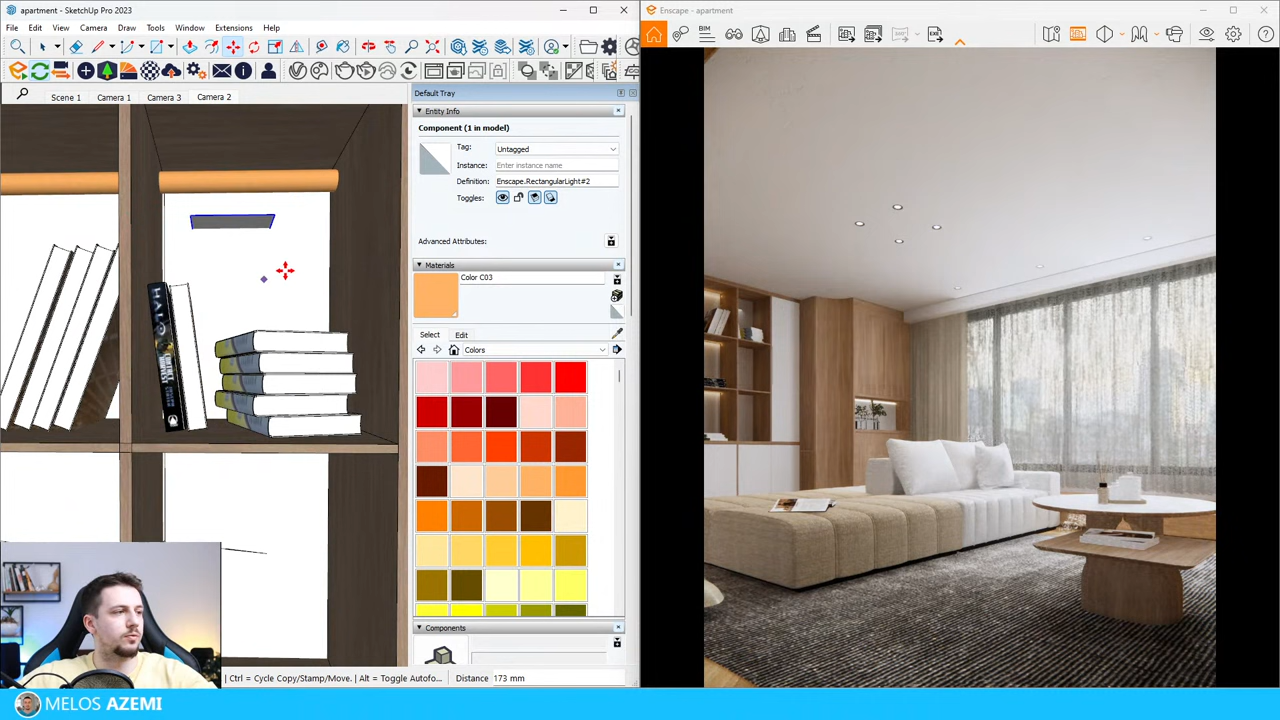 apartment - SketchUp Pro 2023
File Edit View Camera Draw Tools Window Extensions Help
Scene 1 Camera 1 Camera 3 Camera 2
Default Tray
Entity Info
Component (1 in model)
Tag: Untagged
Instance: Enter instance name
Definition: Enscape.RectangularLight#2
Toggles:
Advanced Attributes:
Materials
Color C03
Select Edit
Colors
Components
| Ctrl = Cycle Copy/Stamp/Move. | Alt = Toggle Autofo... Distance 173 mm
Enscape - apartment
BIM
EXE
HALO
MELOS AZEMI